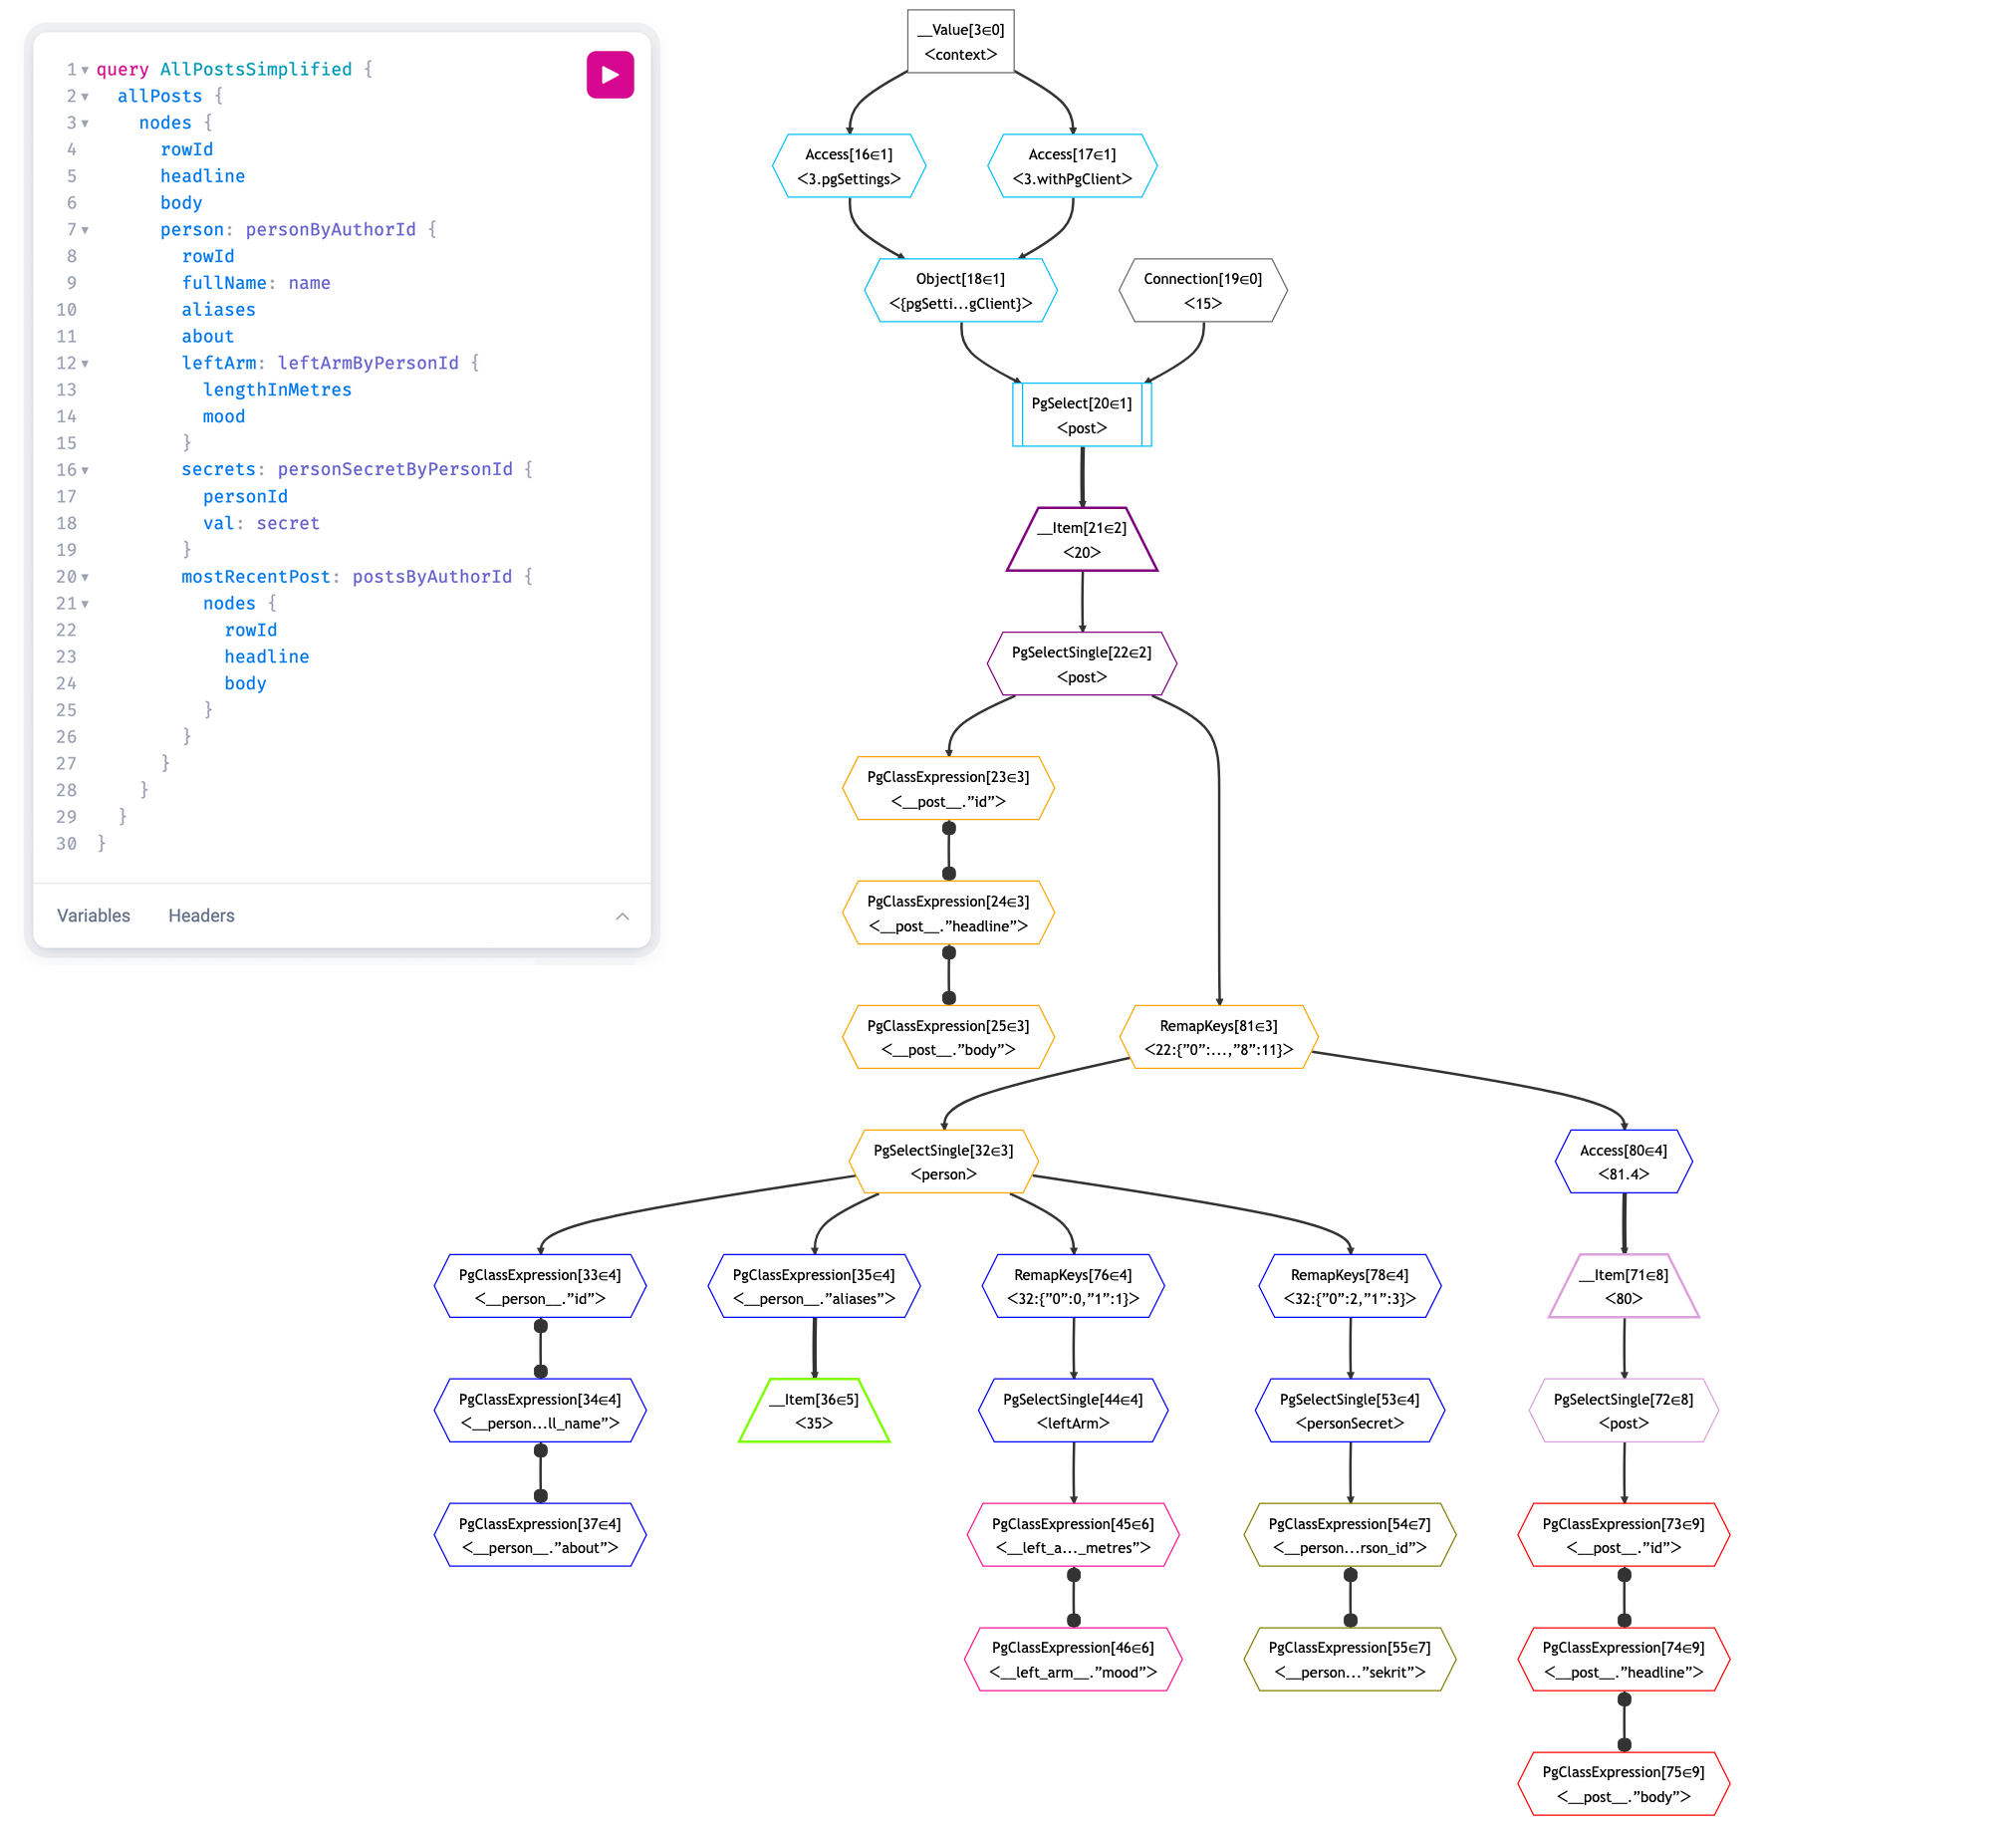 1 query AllPostsSimplified {
2 allPosts {
3 nodes {
4 rowId
5 headline
6 body
7 person: personByAuthorId {
8 rowId
9 fullName: name
10 aliases
11 about
12 leftArm: leftArmByPersonId {
13 lengthInMetres
14 mood
15 }
16 secrets: personSecretByPersonId {
17 personId
18 val: secret
19 }
20 mostRecentPost: postsByAuthorId {
21 nodes {
22 rowId
23 headline
24 body
25 }
26 }
27 }
28 }
29 }
30 }
Variables Headers
__Value[3∈0]
<context>
Access[16∈1]
<3.pgSettings>
Access[17∈1]
<3.withPgClient>
Object[18∈1]
<{pgSetti...gClient}>
Connection[19∈0]
<15>
PgSelect[20∈1]
<post>
__Item[21∈2]
<20>
PgSelectSingle[22∈2]
<post>
PgClassExpression[23∈3]
<__post__.”id”>
PgClassExpression[24∈3]
<__post__.”headline”>
PgClassExpression[25∈3]
<__post__.”body”>
RemapKeys[81∈3]
<22:{”0”:...,”8”:11}>
PgSelectSingle[32∈3]
<person>
Access[80∈4]
<81.4>
PgClassExpression[33∈4]
<__person__.”id”>
PgClassExpression[35∈4]
<__person__.”aliases”>
RemapKeys[76∈4]
<32:{”0”:0,”1”:1}>
RemapKeys[78∈4]
<32:{”0”:2,”1”:3}>
__Item[71∈8]
<80>
PgClassExpression[34∈4]
<__person...ll_name”>
__Item[36∈5]
<35>
PgSelectSingle[44∈4]
<leftArm>
PgSelectSingle[53∈4]
<personSecret>
PgSelectSingle[72∈8]
<post>
PgClassExpression[37∈4]
<__person__.”about”>
PgClassExpression[45∈6]
<__left_a..._metres”>
PgClassExpression[54∈7]
<__person...rson_id”>
PgClassExpression[73∈9]
<__post__.”id”>
PgClassExpression[46∈6]
<__left_arm__.”mood”>
PgClassExpression[55∈7]
<__person...”sekrit”>
PgClassExpression[74∈9]
<__post__.”headline”>
PgClassExpression[75∈9]
<__post__.”body”>